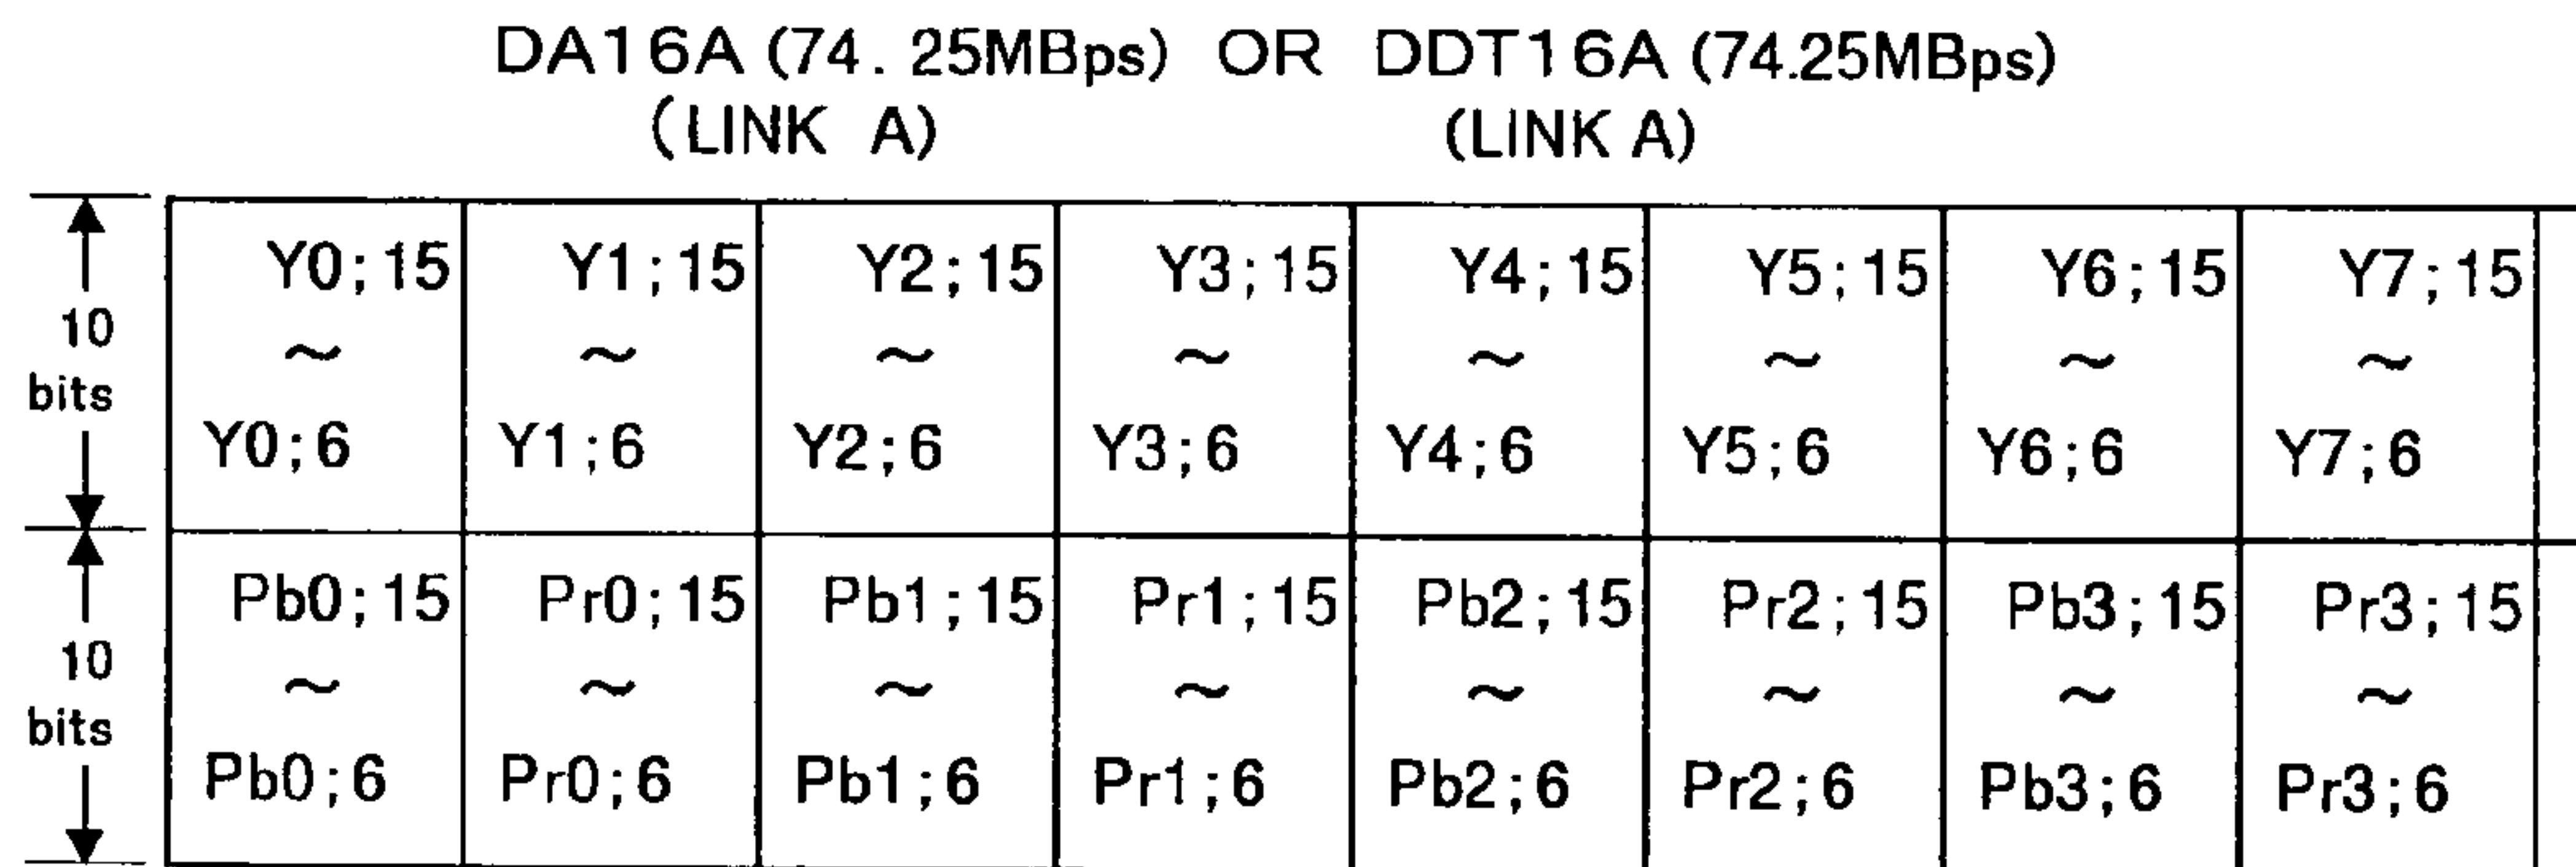 DA16A (74. 25MBps) OR DDT16A (74.25MBps)
(LINK A) (LINK A)
10 bits
Y0;15 Y1;15 Y2;15 Y3;15 Y4;15 Y5;15 Y6;15 Y7;15
~ ~ ~ ~ ~ ~ ~ ~
Y0;6 Y1;6 Y2;6 Y3;6 Y4;6 Y5;6 Y6;6 Y7;6
10 bits
Pb0;15 Pr0;15 Pb1;15 Pr1;15 Pb2;15 Pr2;15 Pb3;15 Pr3;15
~ ~ ~ ~ ~ ~ ~ ~
Pb0;6 Pr0;6 Pb1;6 Pr1;6 Pb2;6 Pr2;6 Pb3;6 Pr3;6